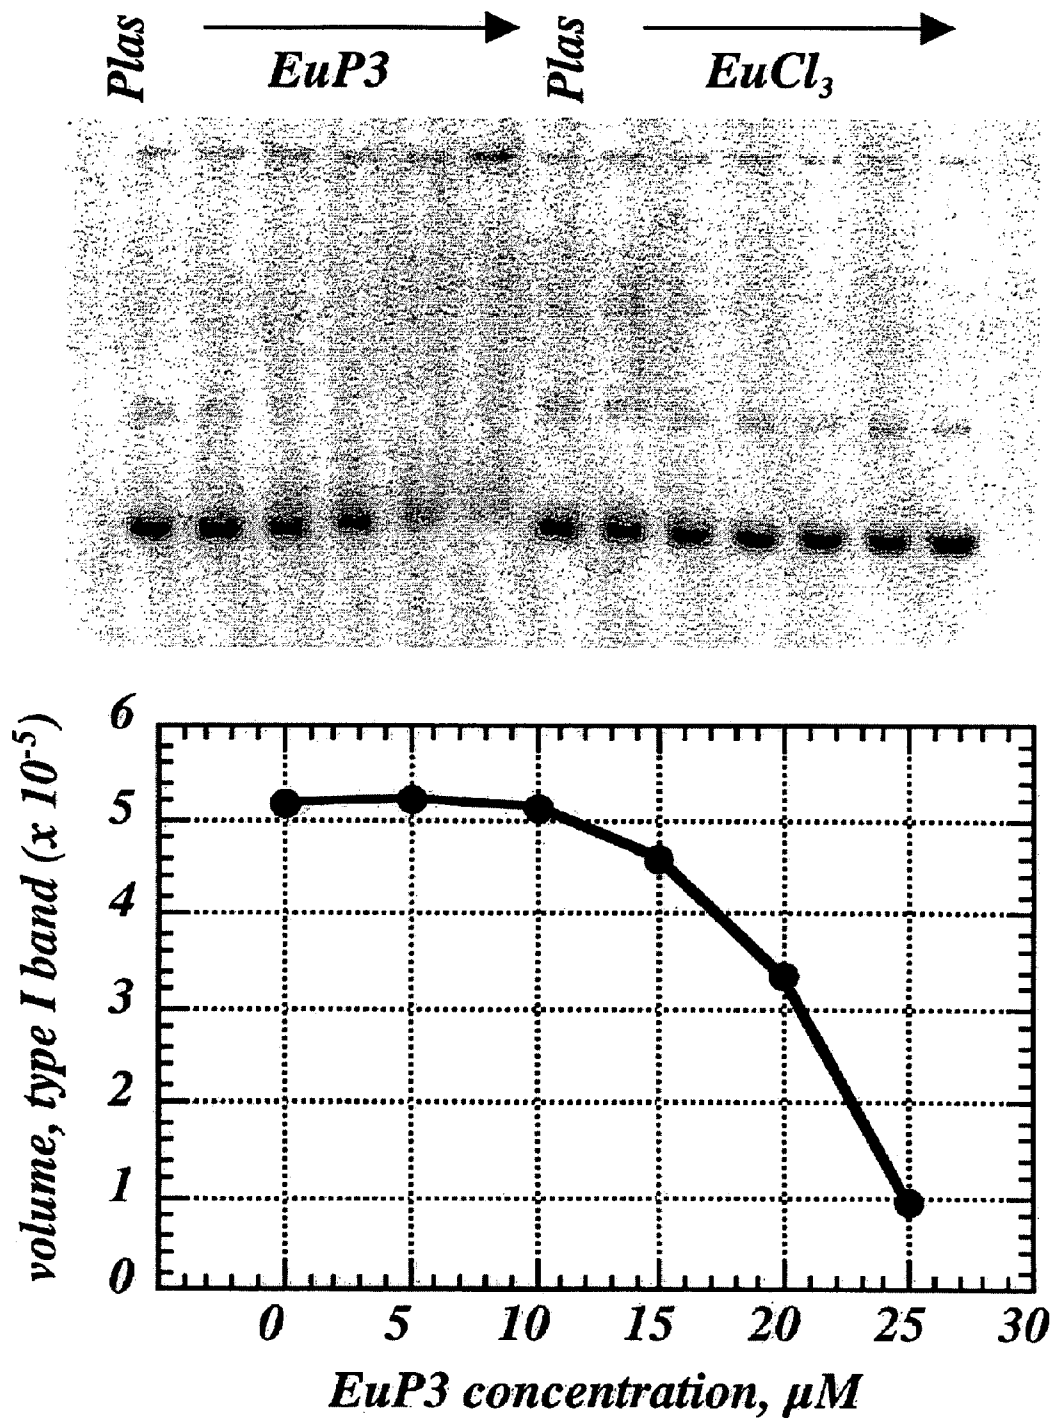 Plas EuP3 Plas EuCl₃
volume, type I band (x 10⁻⁵)
6
5
4
3
2
1
0
0 5 10 15 20 25 30
EuP3 concentration, µM